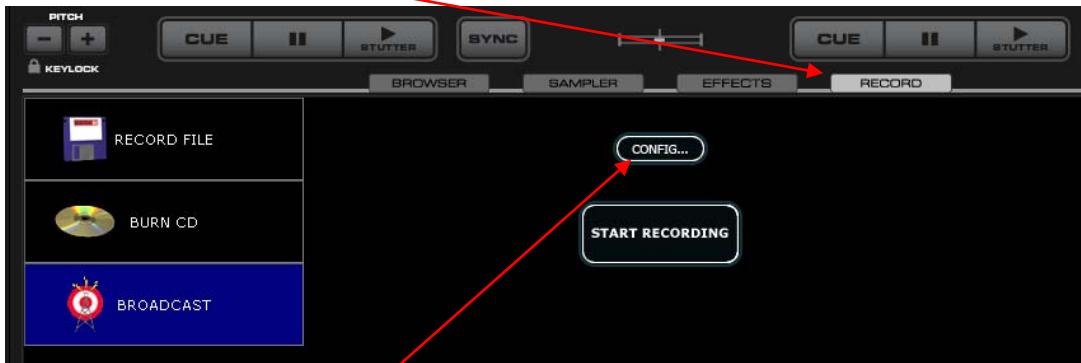 PITCH
- +
KEYLOCK
CUE
STUTTER
SYNC
CUE
STUTTER
BROWSER SAMPLER EFFECTS RECORD
RECORD FILE
BURN CD
BROADCAST
CONFIG...
START RECORDING